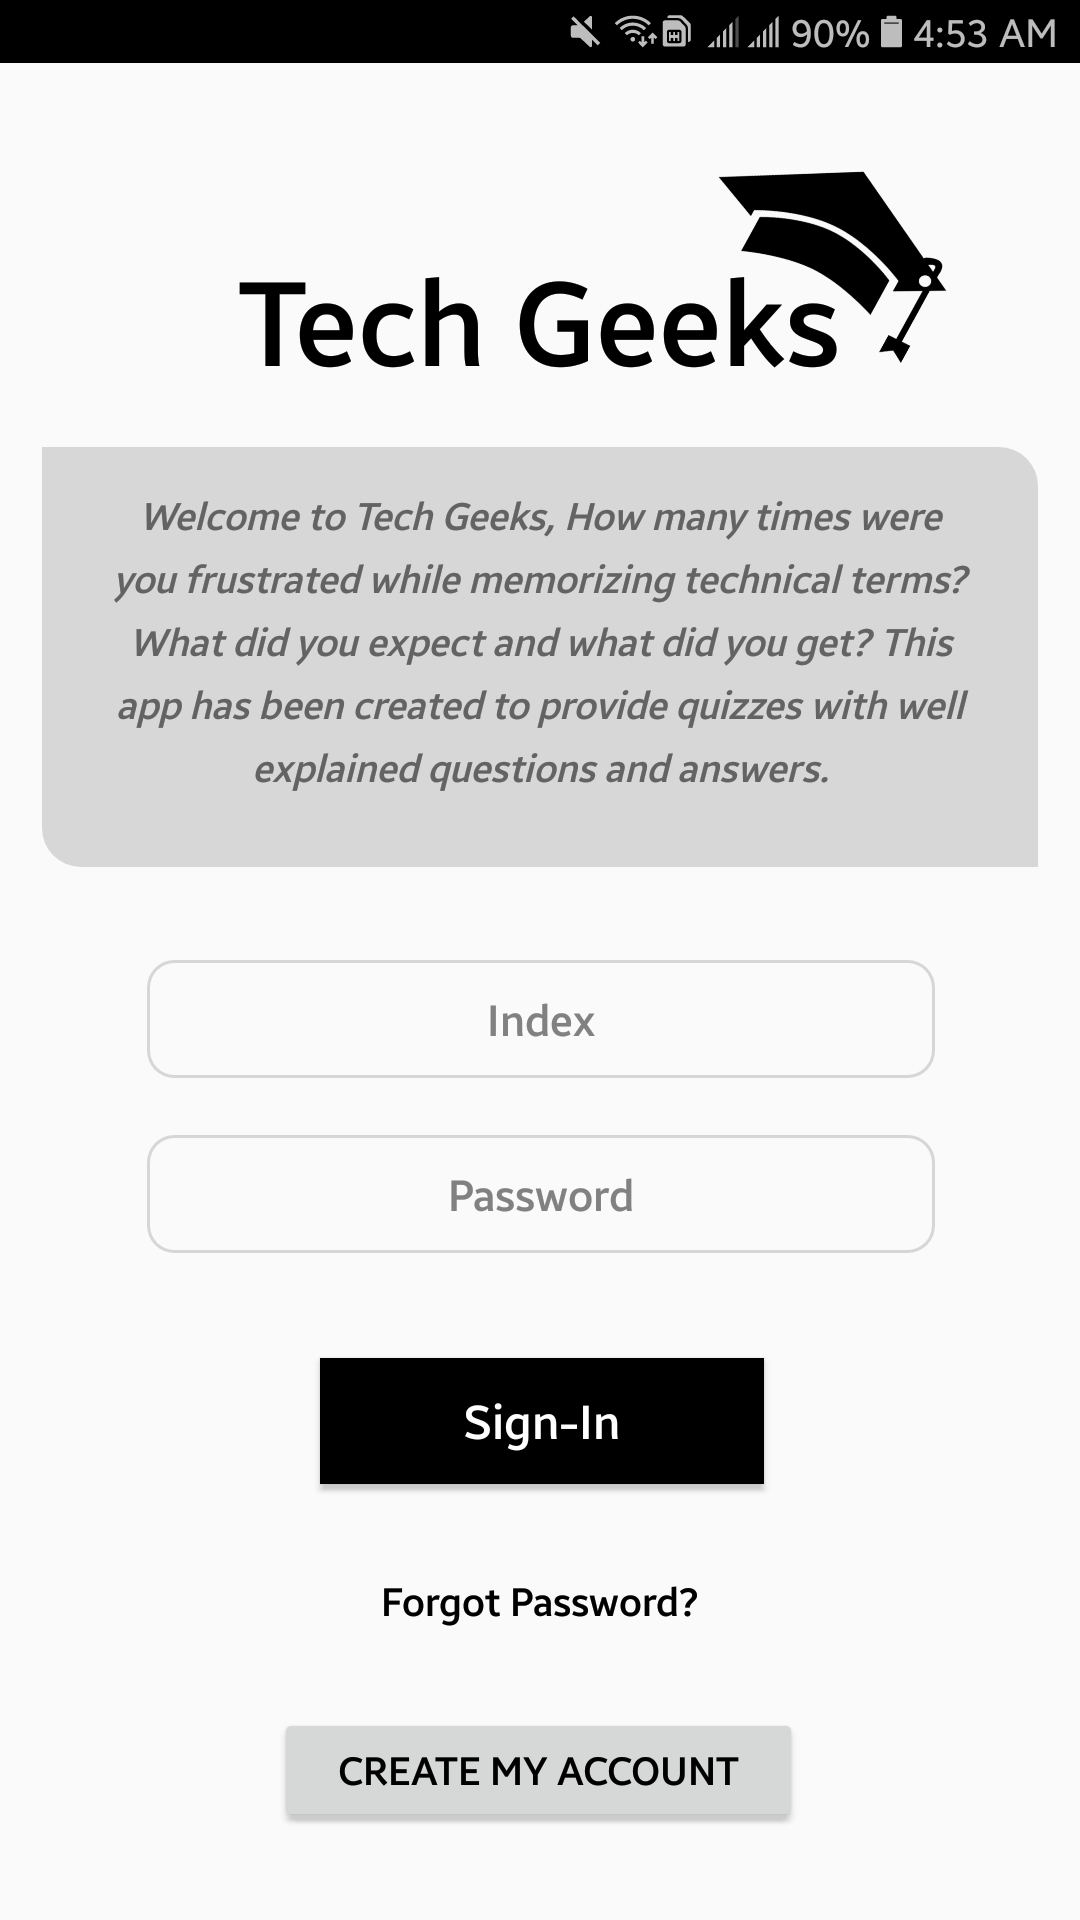 90% 4:53 AM
Tech Geeks
Welcome to Tech Geeks, How many times were
you frustrated while memorizing technical terms?
What did you expect and what did you get? This
app has been created to provide quizzes with well
explained questions and answers.
Index
Password
Sign-In
Forgot Password?
CREATE MY ACCOUNT